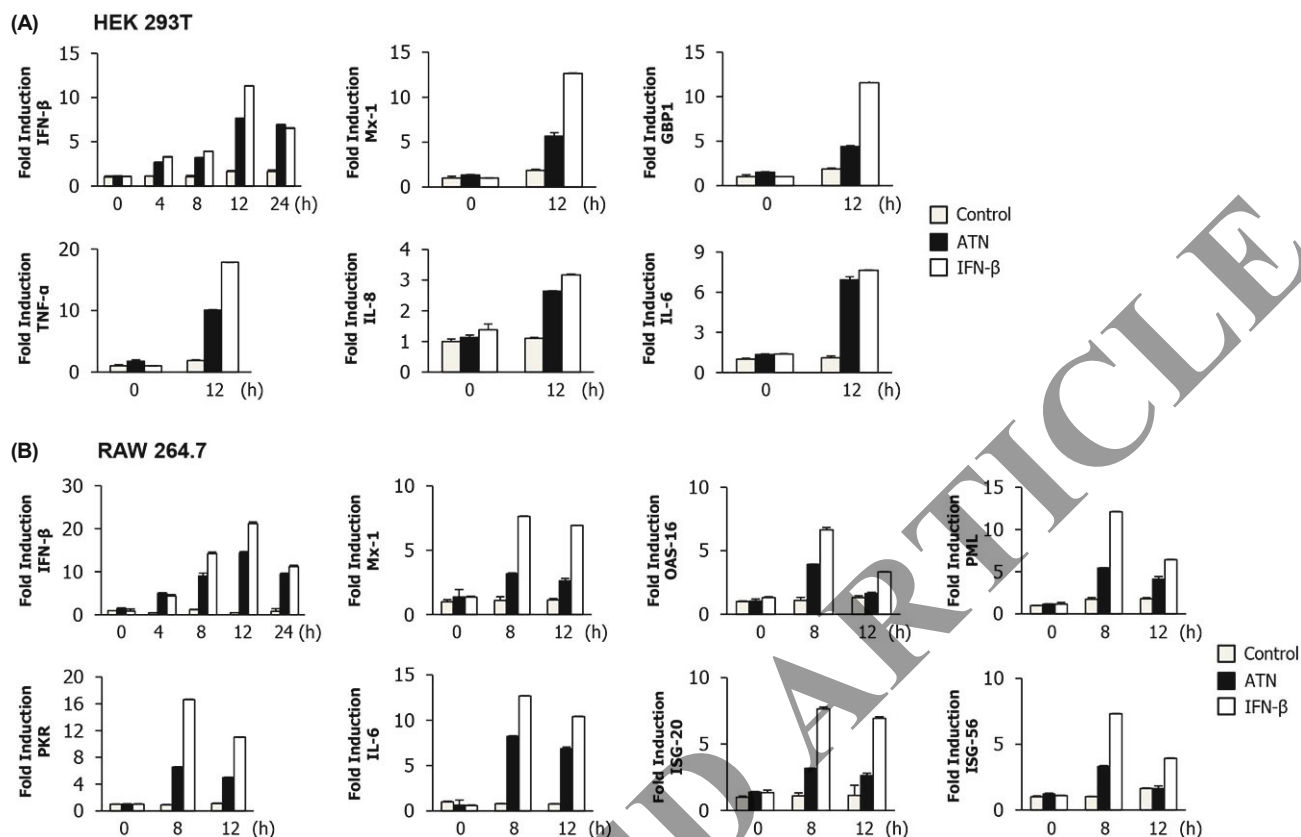 (A) HEK 293T
Fold Induction
IFN-β
15
10
5
0
0 4 8 12 24 (h)
Fold Induction
Mx-1
15
10
5
0
0 12 (h)
Fold Induction
GBP1
15
10
5
0
0 12 (h)
Control
ATN
IFN-β
Fold Induction
TNF-α
20
10
0
0 12 (h)
Fold Induction
IL-8
4
3
2
1
0
0 12 (h)
Fold Induction
IL-6
9
6
3
0
0 12 (h)
(B) RAW 264.7
Fold Induction
IFN-β
30
20
10
0
0 4 8 12 24 (h)
Fold Induction
Mx-1
10
5
0
0 8 12 (h)
Fold Induction
OAS-16
10
5
0
0 8 12 (h)
Fold Induction
PML
15
10
5
0
0 8 12 (h)
Control
ATN
IFN-β
Fold Induction
PKR
20
16
12
8
4
0
0 8 12 (h)
Fold Induction
IL-6
15
10
5
0
0 8 12 (h)
Fold Induction
ISG-20
10
5
0
0 8 12 (h)
Fold Induction
ISG-56
10
5
0
0 8 12 (h)
D ARTICLE